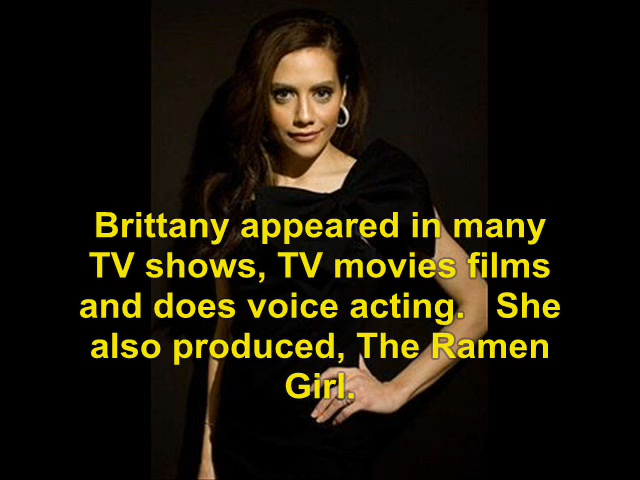 Brittany appeared in many
TV shows, TV movies films
and does voice acting.   She
also produced, The Ramen
Girl.